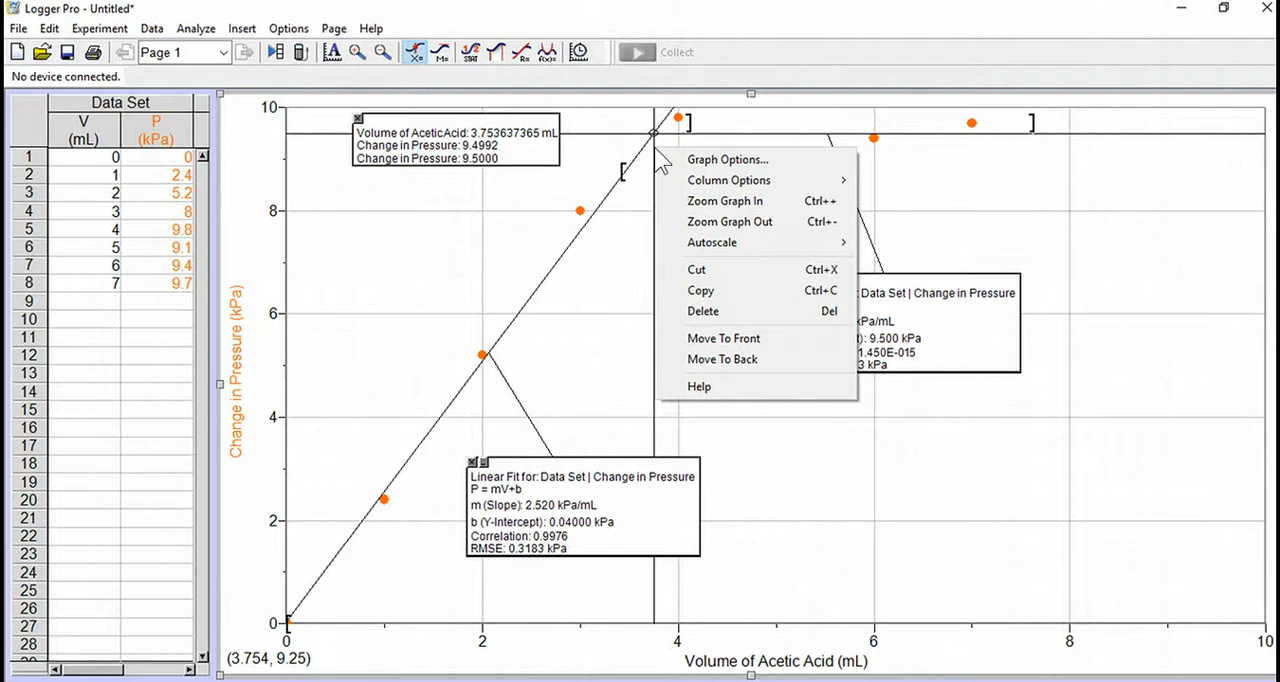 Logger Pro - Untitled*
File Edit Experiment Data Analyze Insert Options Page Help
Page 1
Collect
No device connected.
Data Set
V P
(mL) (kPa)
1 0 0
2 1 2.4
3 2 5.2
4 3 8
5 4 9.8
6 5 9.1
7 6 9.4
8 7 9.7
9
10
11
12
13
14
15
16
17
18
19
20
21
22
23
24
25
26
27
28
Change in Pressure (kPa)
10
8
6
4
2
0
Volume of AceticAcid: 3.753637365 mL
Change in Pressure: 9.4992
Change in Pressure: 9.5000
Graph Options...
Column Options
Zoom Graph In Ctrl++
Zoom Graph Out Ctrl+-
Autoscale
Cut Ctrl+X
Copy Ctrl+C
Delete Del
Move To Front
Move To Back
Help
: Data Set | Change in Pressure
kPa/mL
): 9.500 kPa
1.450E-015
3 kPa
Linear Fit for: Data Set | Change in Pressure
P = mV+b
m (Slope): 2.520 kPa/mL
b (Y-Intercept): 0.04000 kPa
Correlation: 0.9976
RMSE: 0.3183 kPa
0 2 4 6 8 10
(3.754, 9.25)
Volume of Acetic Acid (mL)